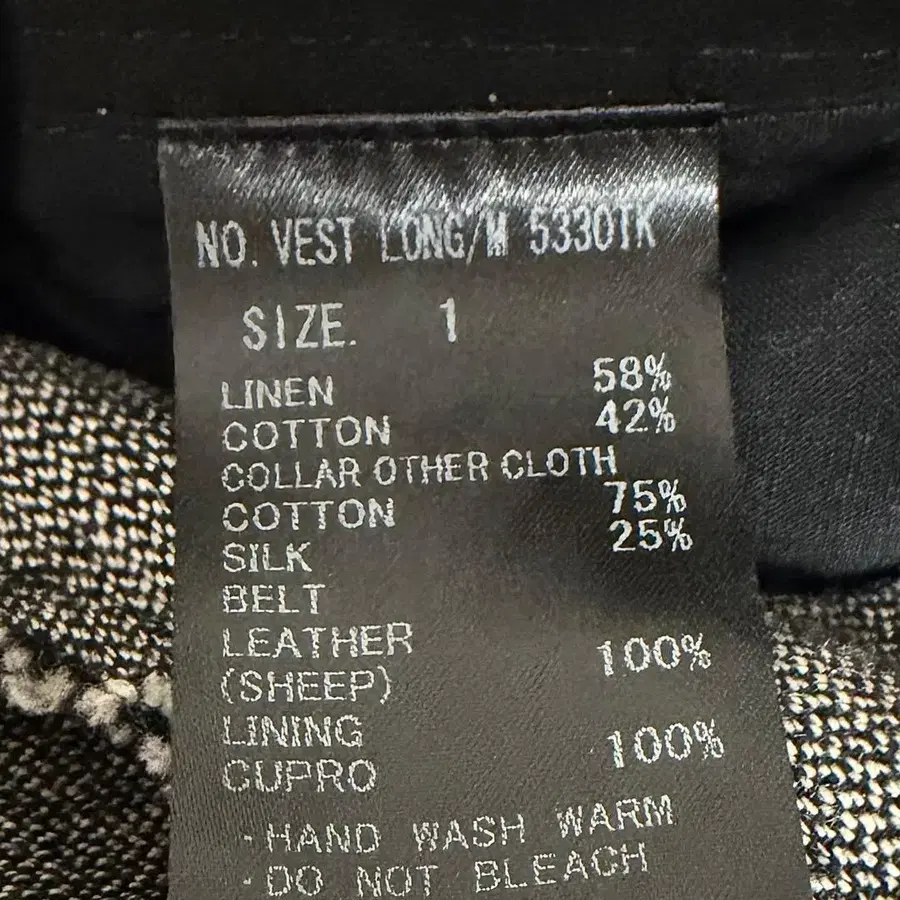 NO. VEST LONG/M 5330TK
SIZE. 1
LINEN 58%
COTTON 42%
COLLAR OTHER CLOTH
COTTON 75%
SILK 25%
BELT
LEATHER 100%
(SHEEP)
LINING 100%
CUPRO
-HAND WASH WARM
-DO NOT BLEACH